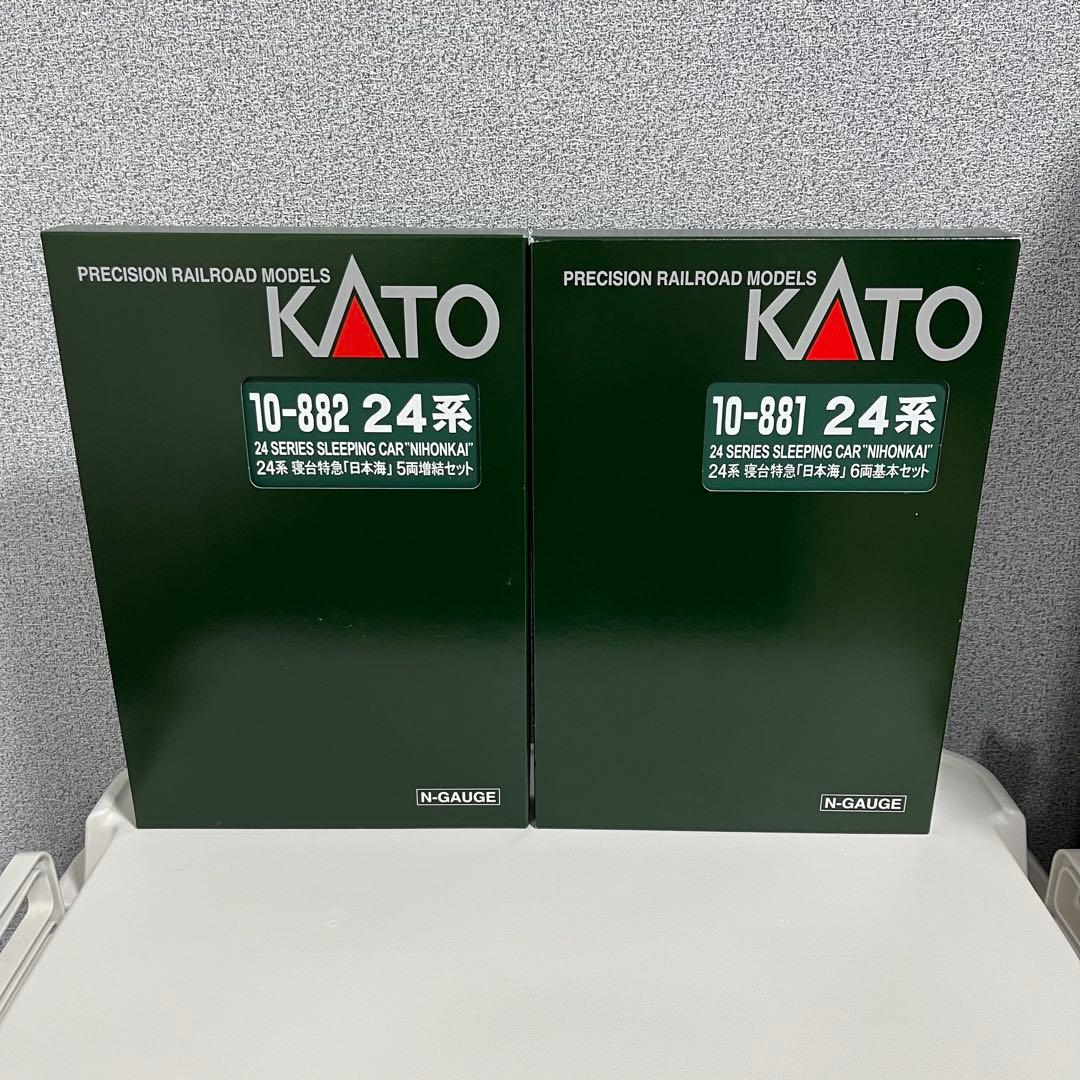 PRECISION RAILROAD MODELS
KATO
10-882 24系
24 SERIES SLEEPING CAR "NIHONKAI"
24系 寝台特急「日本海」5両増結セット
N-GAUGE
PRECISION RAILROAD MODELS
KATO
10-881 24系
24 SERIES SLEEPING CAR "NIHONKAI"
24系 寝台特急「日本海」6両基本セット
N-GAUGE